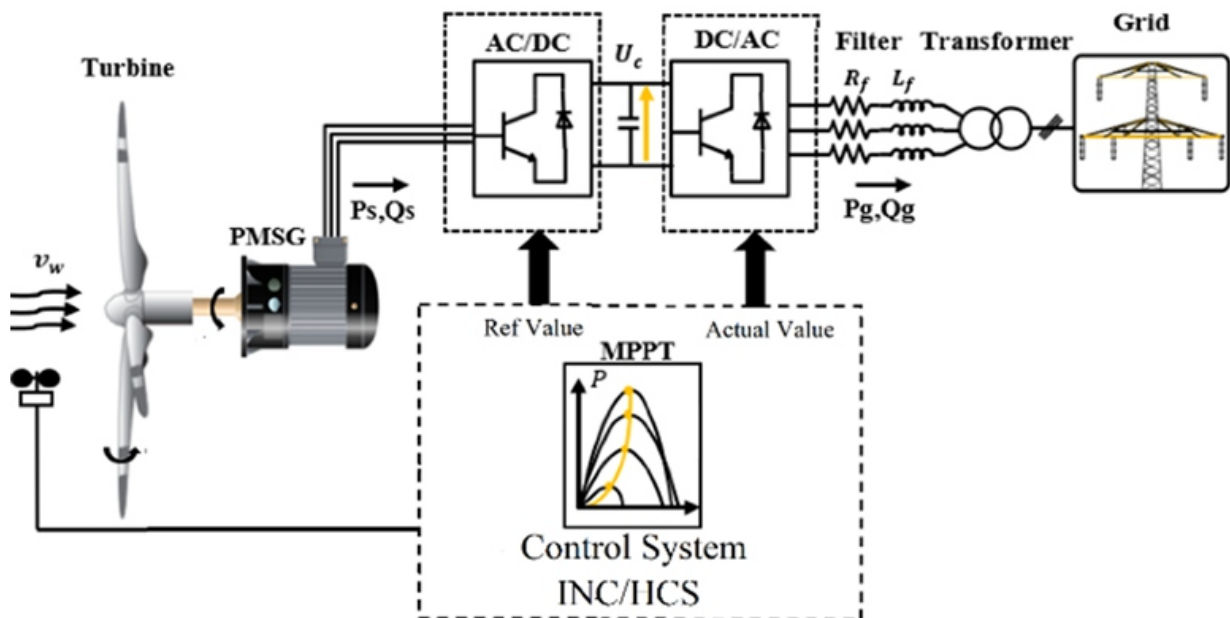 Turbine
AC/DC
U_c
DC/AC
Filter
Transformer
Grid
R_f
L_f
Ps,Qs
Pg,Qg
PMSG
v_w
Ref Value
Actual Value
MPPT
P
Control System
INC/HCS